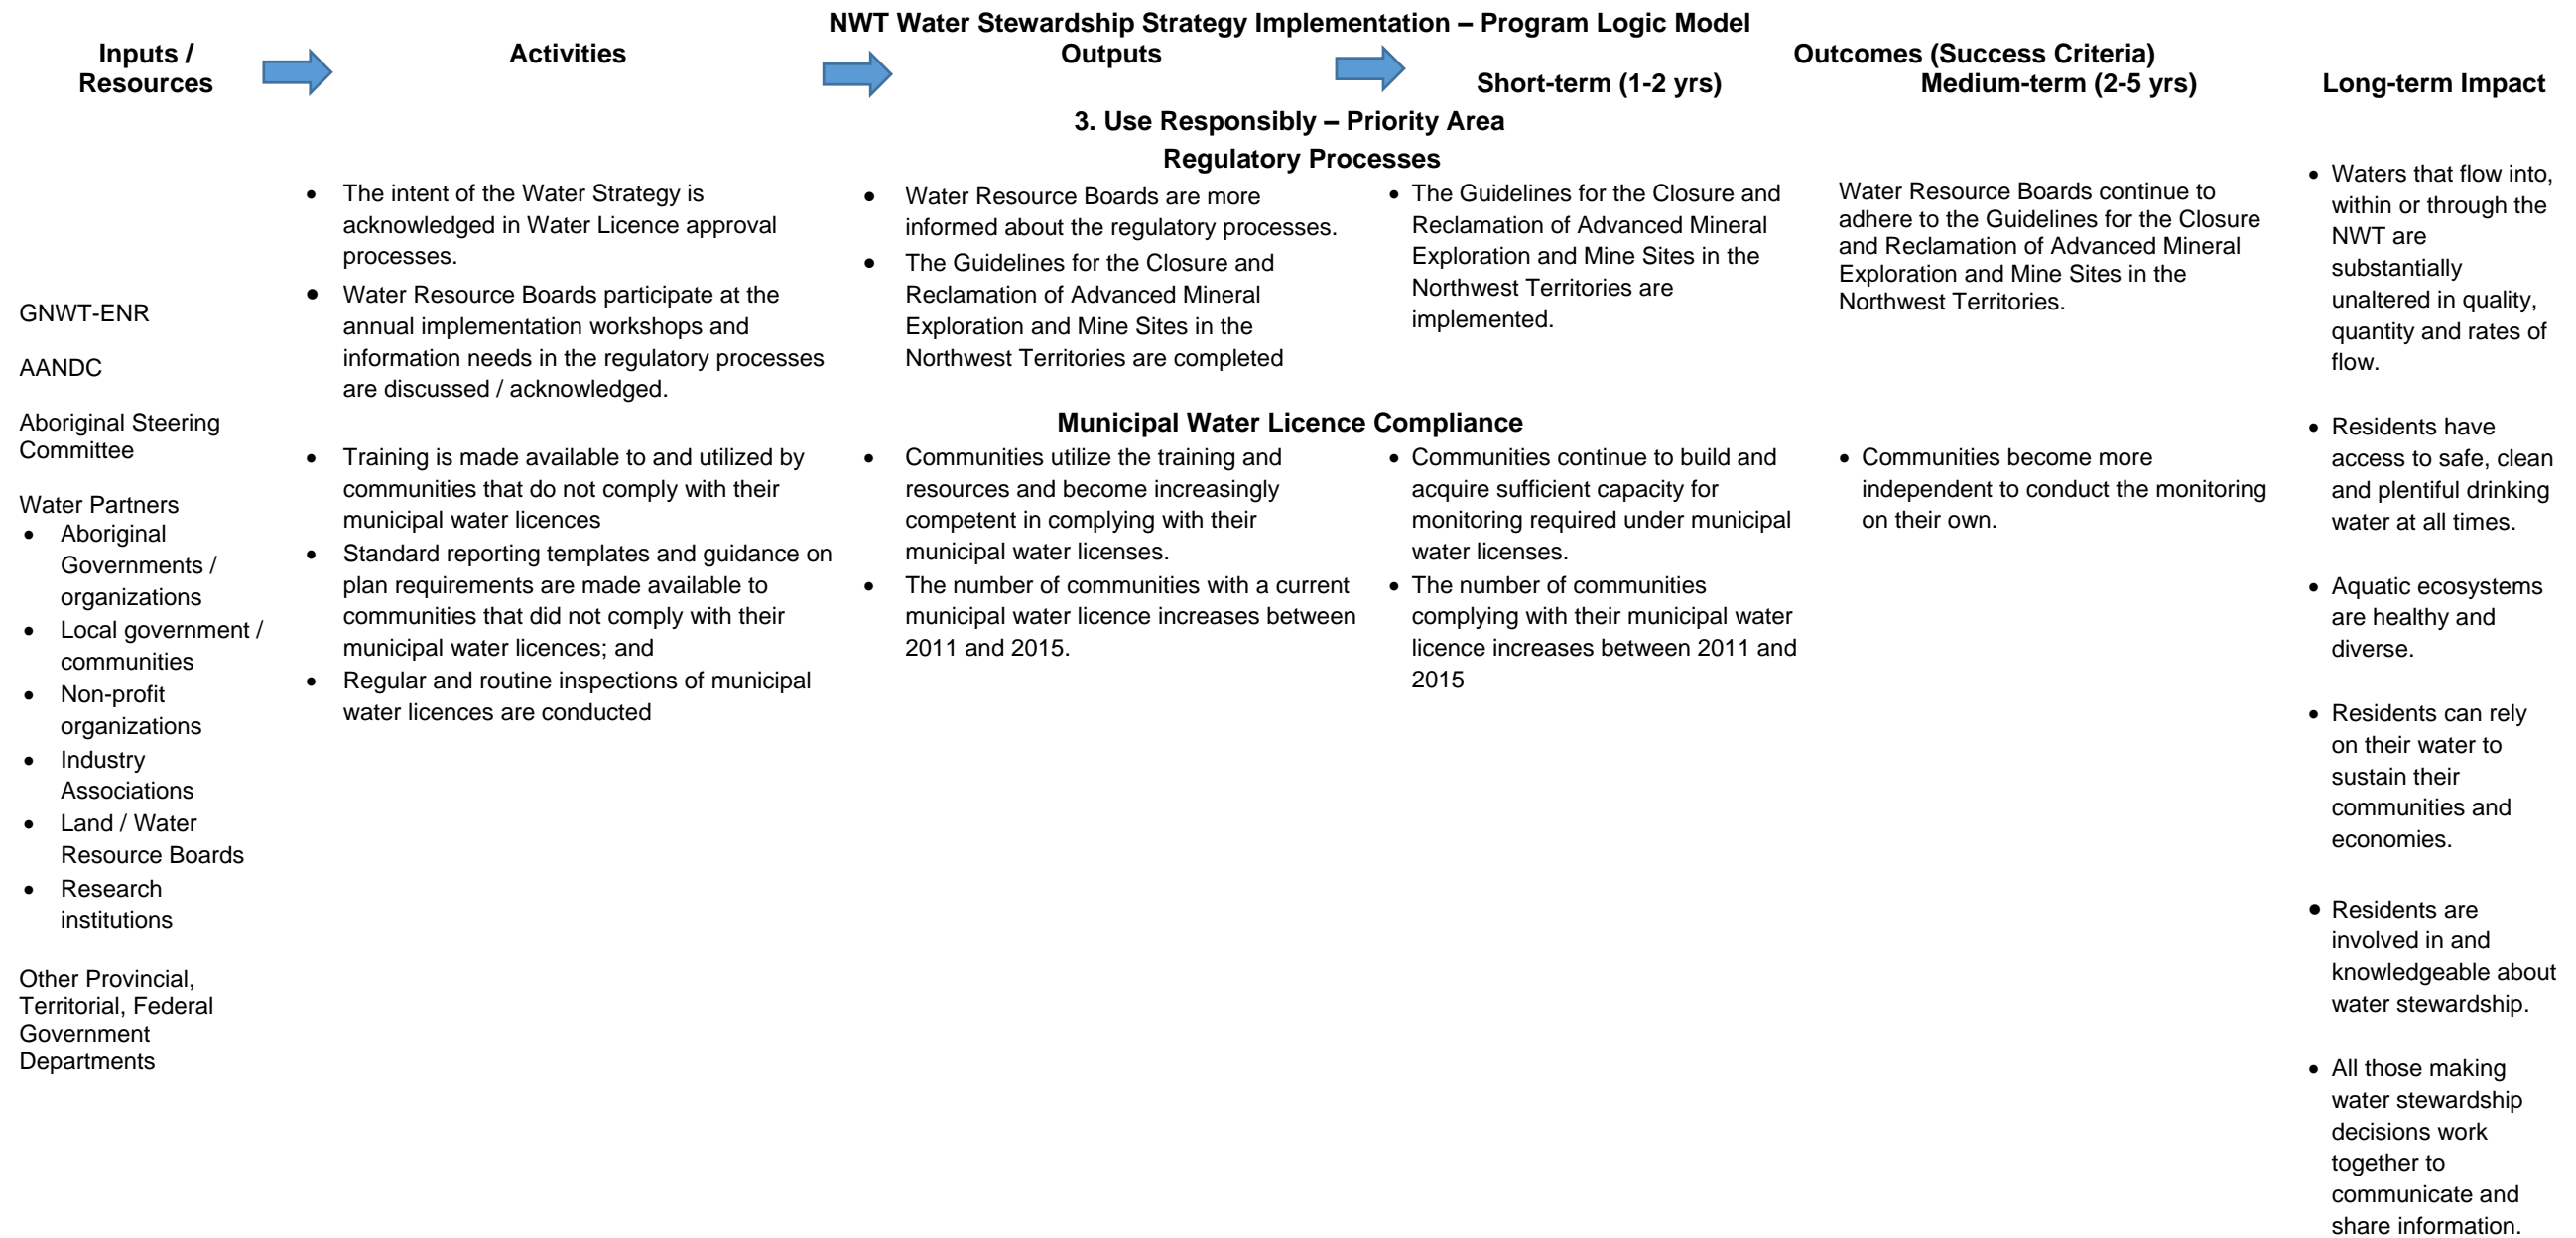 NWT Water Stewardship Strategy Implementation – Program Logic Model
Inputs /
Resources
Activities
Outputs
Outcomes (Success Criteria)
Short-term (1-2 yrs)
Medium-term (2-5 yrs)
Long-term Impact
3. Use Responsibly – Priority Area
GNWT-ENR
AANDC
Aboriginal Steering
Committee
Water Partners
• Aboriginal
Governments /
organizations
• Local government /
communities
• Non-profit
organizations
• Industry
Associations
• Land / Water
Resource Boards
• Research
institutions
Other Provincial,
Territorial, Federal
Government
Departments
Regulatory Processes
• The intent of the Water Strategy is
acknowledged in Water Licence approval
processes.
• Water Resource Boards participate at the
annual implementation workshops and
information needs in the regulatory processes
are discussed / acknowledged.
• Water Resource Boards are more
informed about the regulatory processes.
• The Guidelines for the Closure and
Reclamation of Advanced Mineral
Exploration and Mine Sites in the
Northwest Territories are completed
• The Guidelines for the Closure and
Reclamation of Advanced Mineral
Exploration and Mine Sites in the
Northwest Territories are
implemented.
Water Resource Boards continue to
adhere to the Guidelines for the Closure
and Reclamation of Advanced Mineral
Exploration and Mine Sites in the
Northwest Territories.
Municipal Water Licence Compliance
• Training is made available to and utilized by
communities that do not comply with their
municipal water licences
• Standard reporting templates and guidance on
plan requirements are made available to
communities that did not comply with their
municipal water licences; and
• Regular and routine inspections of municipal
water licences are conducted
• Communities utilize the training and
resources and become increasingly
competent in complying with their
municipal water licenses.
• The number of communities with a current
municipal water licence increases between
2011 and 2015.
• Communities continue to build and
acquire sufficient capacity for
monitoring required under municipal
water licenses.
• The number of communities
complying with their municipal water
licence increases between 2011 and
2015
• Communities become more
independent to conduct the monitoring
on their own.
• Waters that flow into,
within or through the
NWT are
substantially
unaltered in quality,
quantity and rates of
flow.
• Residents have
access to safe, clean
and plentiful drinking
water at all times.
• Aquatic ecosystems
are healthy and
diverse.
• Residents can rely
on their water to
sustain their
communities and
economies.
• Residents are
involved in and
knowledgeable about
water stewardship.
• All those making
water stewardship
decisions work
together to
communicate and
share information.